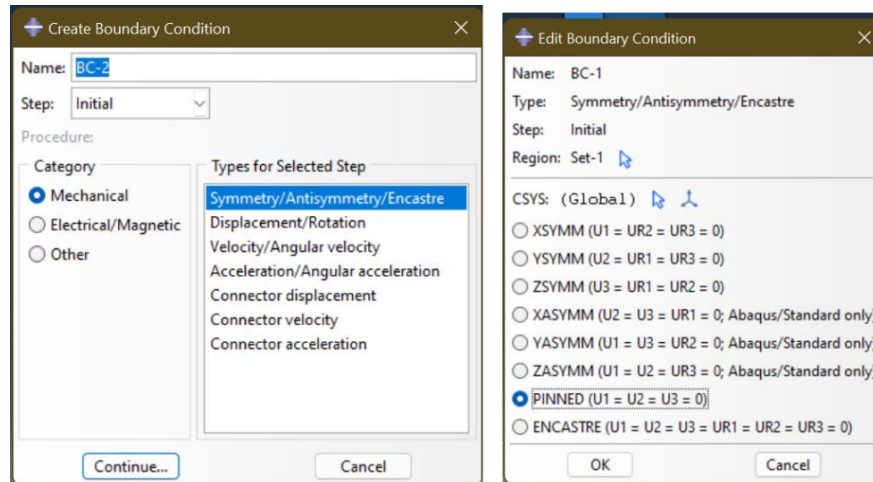 Create Boundary Condition
Name: BC-2
Step: Initial
Procedure:
Category
Mechanical
Electrical/Magnetic
Other
Types for Selected Step
Symmetry/Antisymmetry/Encastre
Displacement/Rotation
Velocity/Angular velocity
Acceleration/Angular acceleration
Connector displacement
Connector velocity
Connector acceleration
Continue...
Cancel
Edit Boundary Condition
Name: BC-1
Type: Symmetry/Antisymmetry/Encastre
Step: Initial
Region: Set-1
CSYS: (Global)
XSYMM (U1 = UR2 = UR3 = 0)
YSYMM (U2 = UR1 = UR3 = 0)
ZSYMM (U3 = UR1 = UR2 = 0)
XASYMM (U2 = U3 = UR1 = 0; Abaqus/Standard only)
YASYMM (U1 = U3 = UR2 = 0; Abaqus/Standard only)
ZASYMM (U1 = U2 = UR3 = 0; Abaqus/Standard only)
PINNED (U1 = U2 = U3 = 0)
ENCASTRE (U1 = U2 = U3 = UR1 = UR2 = UR3 = 0)
OK
Cancel